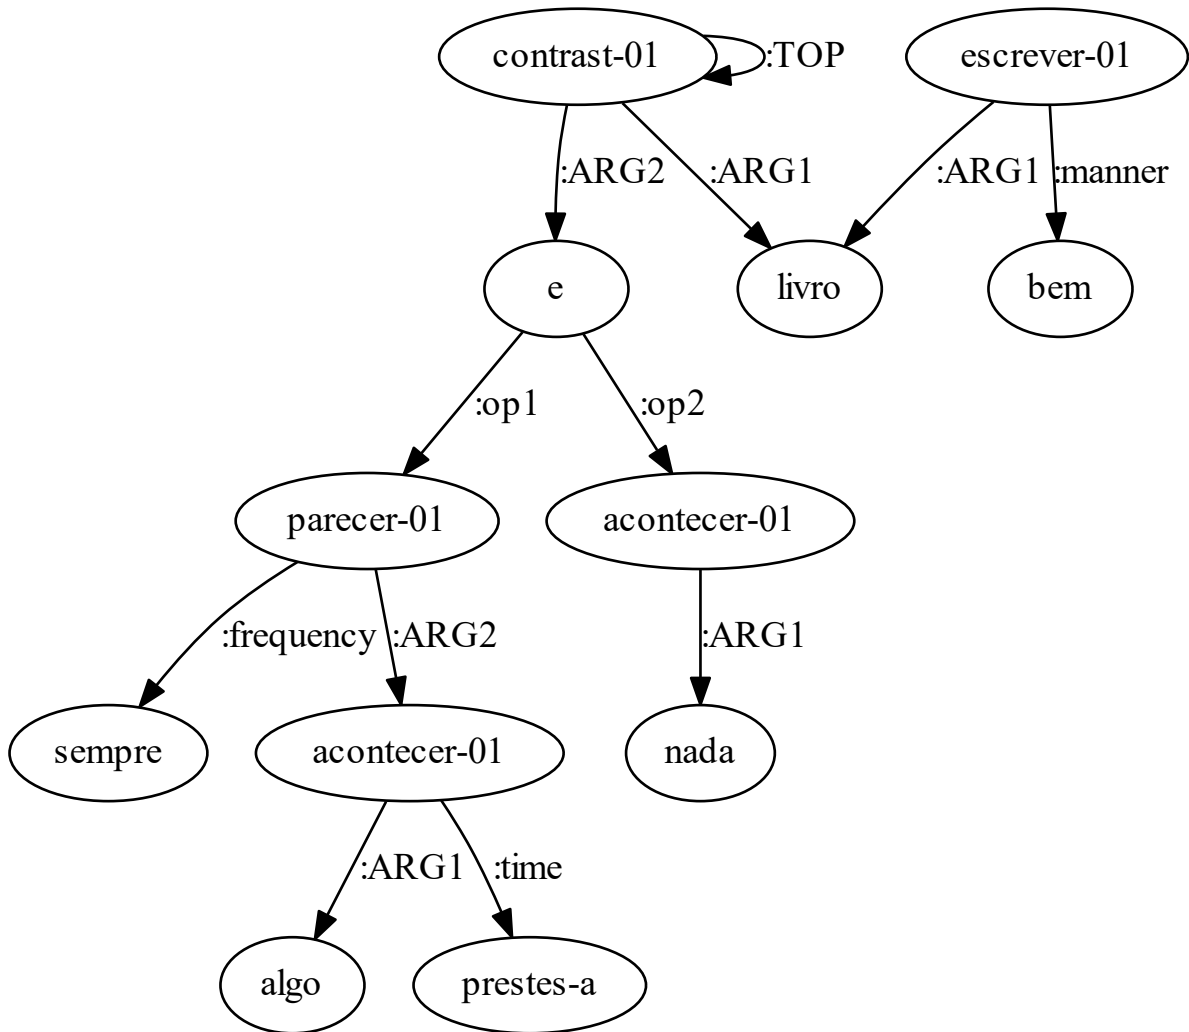 contrast-01
:TOP
escrever-01
:ARG2
:ARG1
:ARG1
:manner
e
livro
bem
:op1
:op2
parecer-01
acontecer-01
:frequency
:ARG2
:ARG1
sempre
acontecer-01
nada
:ARG1
:time
algo
prestes-a